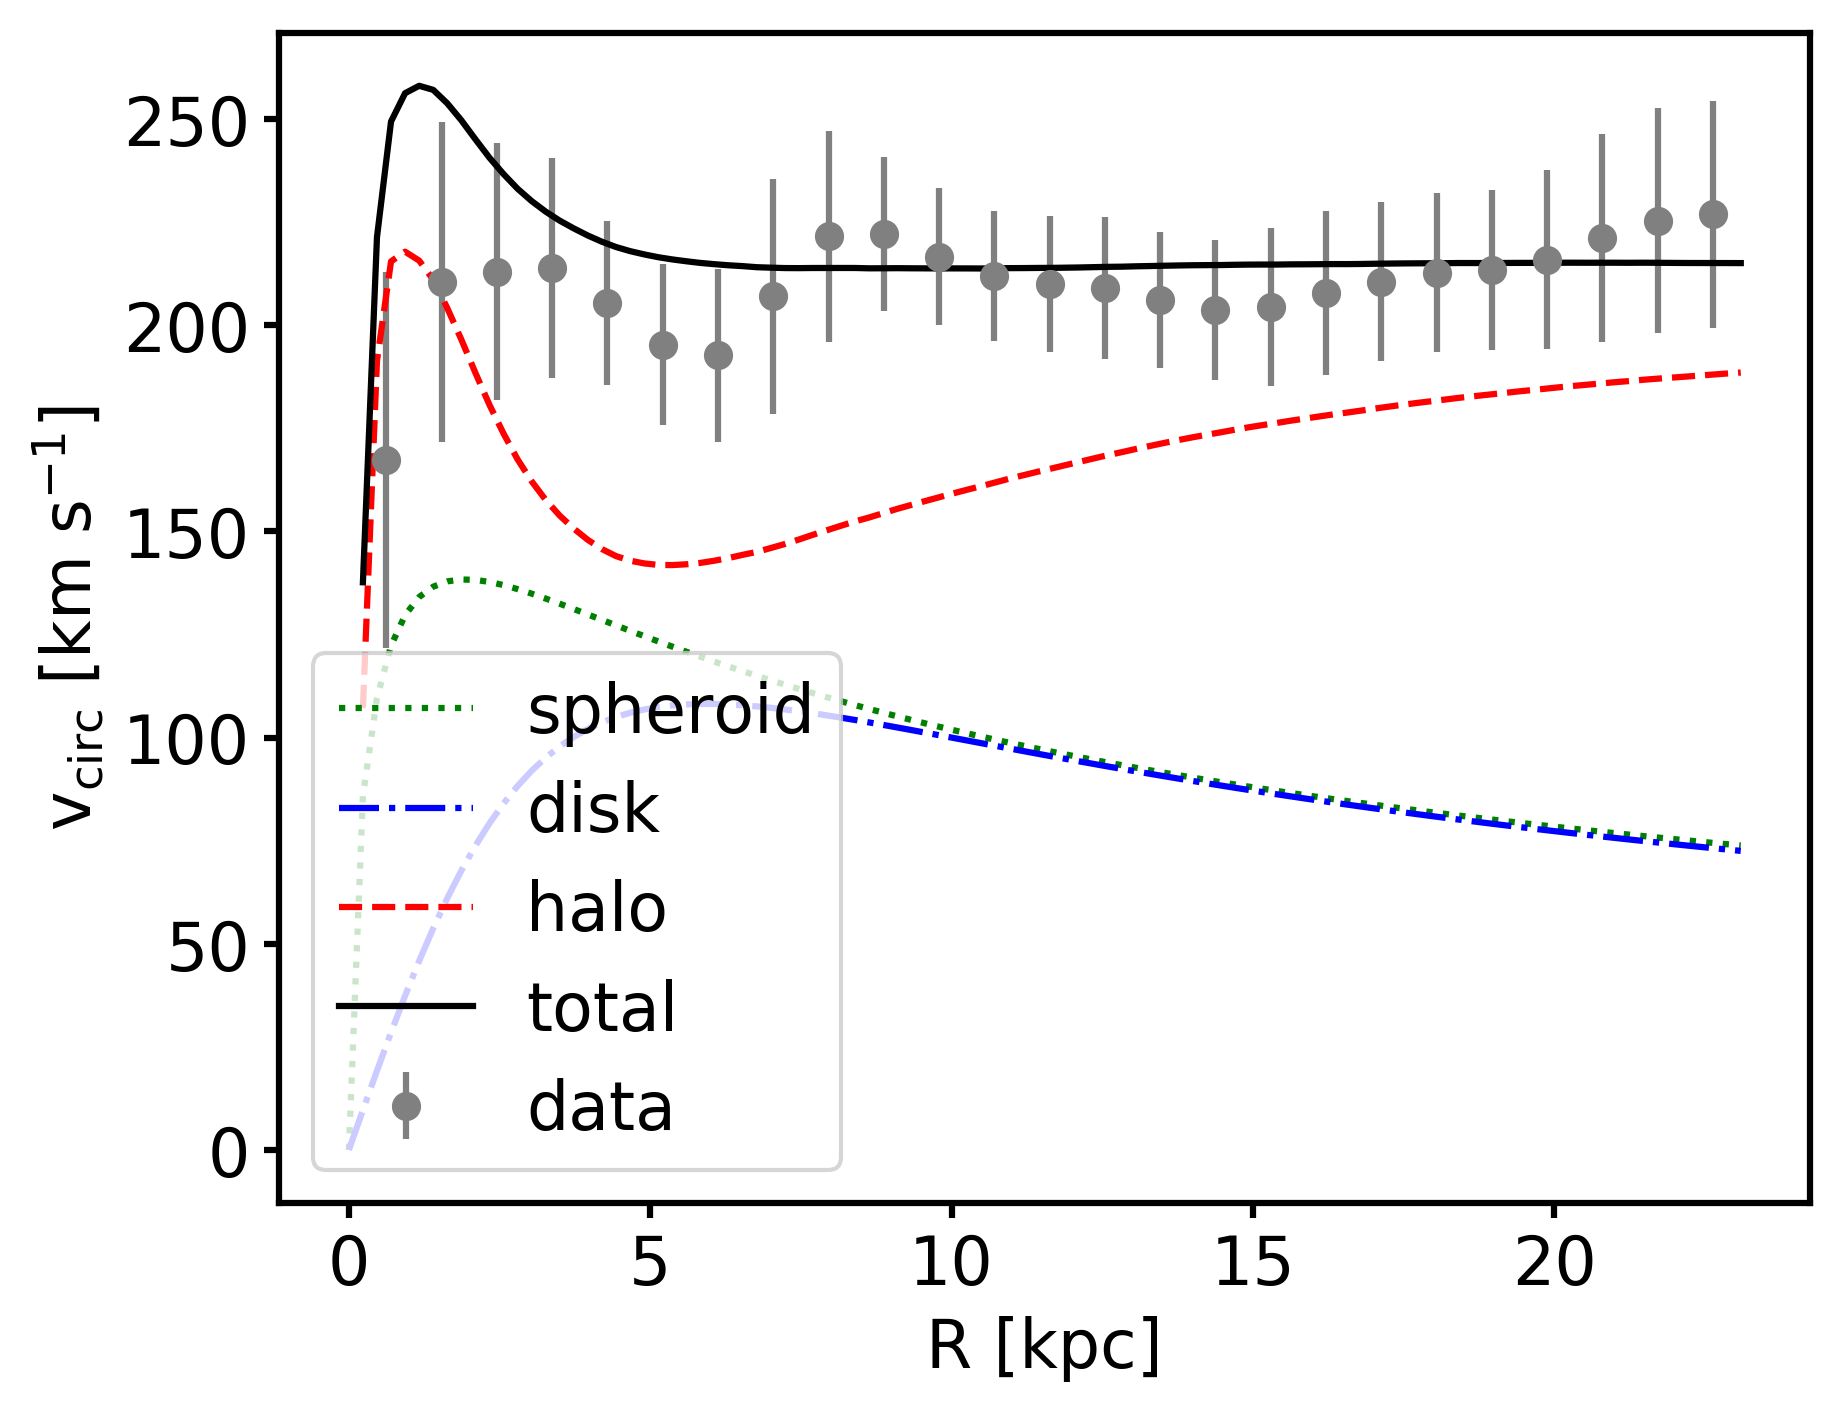 250
200
150
100
50
0
v_circ [km s⁻¹]
spheroid
disk
halo
total
data
0 5 10 15 20
R [kpc]